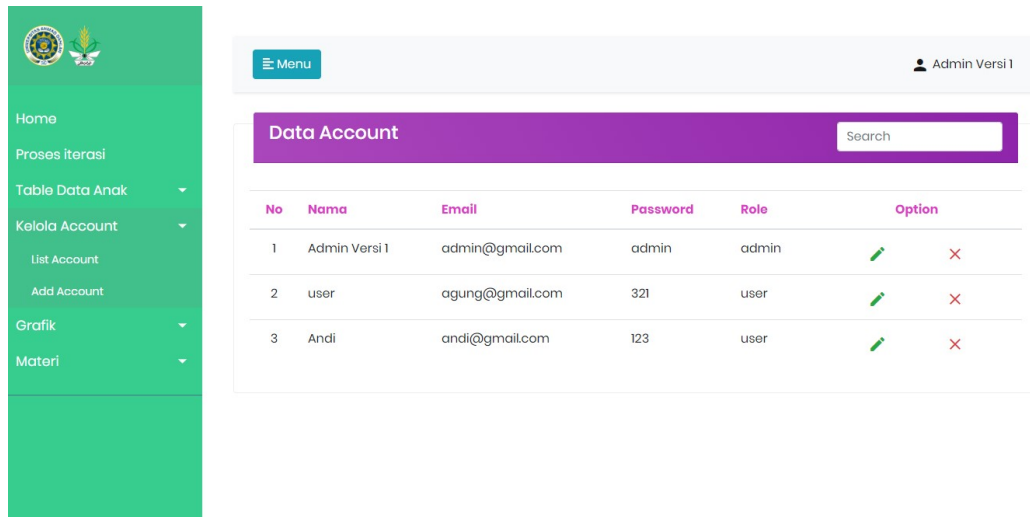 Menu
Admin Versi 1
Home
Proses iterasi
Table Data Anak
Kelola Account
List Account
Add Account
Grafik
Materi
Data Account
Search
No Nama Email Password Role Option
1 Admin Versi 1 admin@gmail.com admin admin
2 user agung@gmail.com 321 user
3 Andi andi@gmail.com 123 user